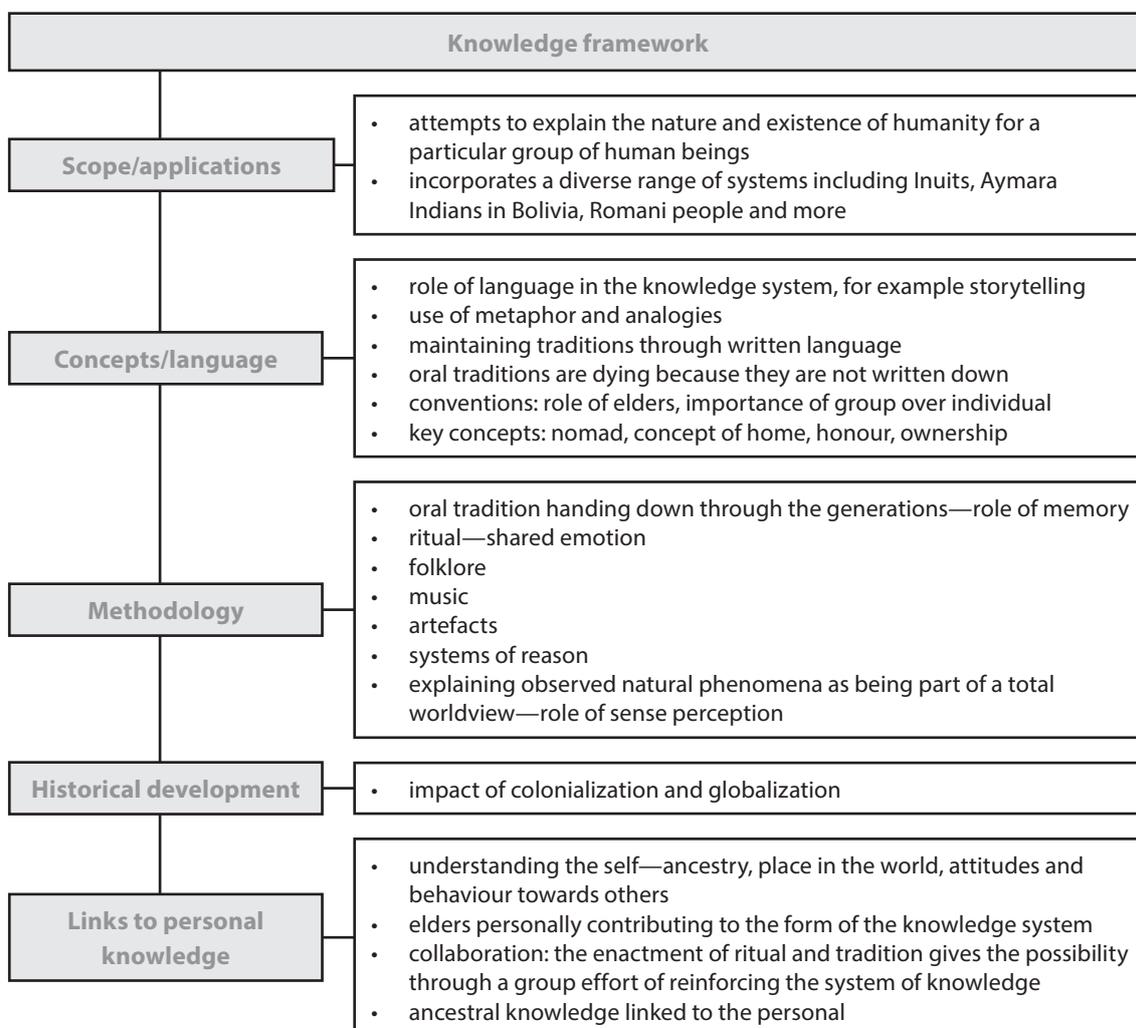 Knowledge framework
Scope/applications
• attempts to explain the nature and existence of humanity for a
particular group of human beings
• incorporates a diverse range of systems including Inuits, Aymara
Indians in Bolivia, Romani people and more
Concepts/language
• role of language in the knowledge system, for example storytelling
• use of metaphor and analogies
• maintaining traditions through written language
• oral traditions are dying because they are not written down
• conventions: role of elders, importance of group over individual
• key concepts: nomad, concept of home, honour, ownership
Methodology
• oral tradition handing down through the generations—role of memory
• ritual—shared emotion
• folklore
• music
• artefacts
• systems of reason
• explaining observed natural phenomena as being part of a total
worldview—role of sense perception
Historical development
• impact of colonialization and globalization
Links to personal
knowledge
• understanding the self—ancestry, place in the world, attitudes and
behaviour towards others
• elders personally contributing to the form of the knowledge system
• collaboration: the enactment of ritual and tradition gives the possibility
through a group effort of reinforcing the system of knowledge
• ancestral knowledge linked to the personal